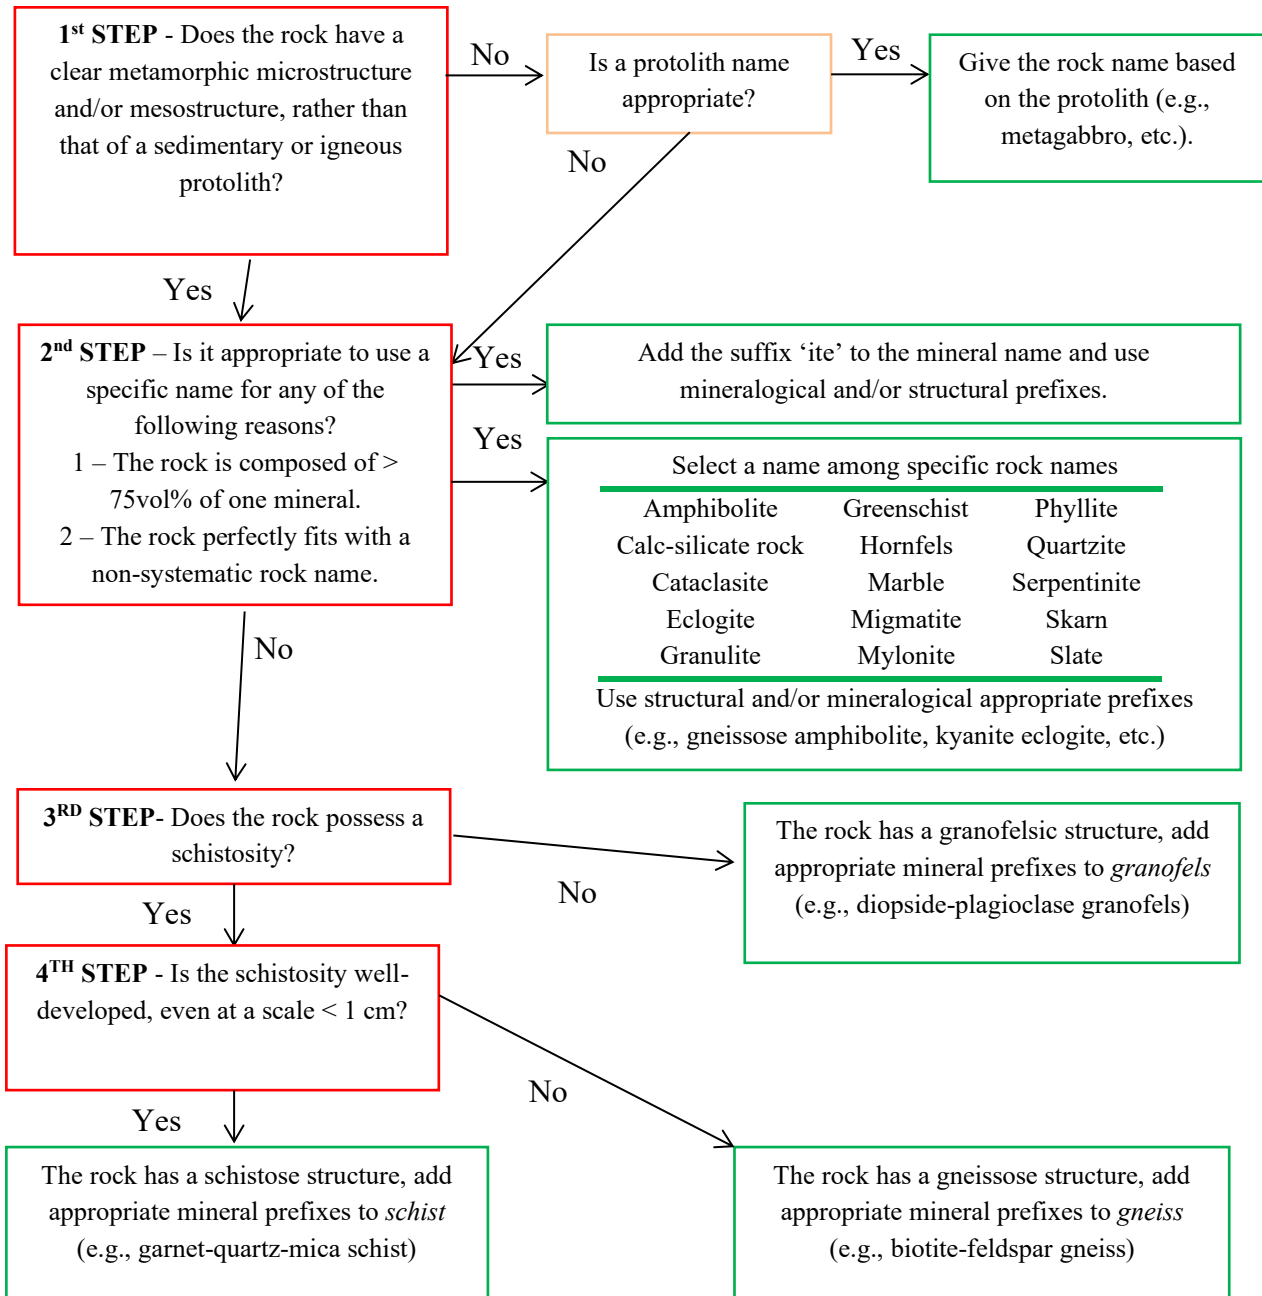 1st STEP - Does the rock have a
clear metamorphic microstructure
and/or mesostructure, rather than
that of a sedimentary or igneous
protolith?
No
Is a protolith name
appropriate?
Yes
Give the rock name based
on the protolith (e.g.,
metagabbro, etc.).
No
Yes
2nd STEP – Is it appropriate to use a
specific name for any of the
following reasons?
1 – The rock is composed of >
75vol% of one mineral.
2 – The rock perfectly fits with a
non-systematic rock name.
Yes
Add the suffix ‘ite’ to the mineral name and use
mineralogical and/or structural prefixes.
Yes
Select a name among specific rock names
Amphibolite Greenschist Phyllite
Calc-silicate rock Hornfels Quartzite
Cataclasite Marble Serpentinite
Eclogite Migmatite Skarn
Granulite Mylonite Slate
Use structural and/or mineralogical appropriate prefixes
(e.g., gneissose amphibolite, kyanite eclogite, etc.)
No
3RD STEP- Does the rock possess a
schistosity?
No
The rock has a granofelsic structure, add
appropriate mineral prefixes to granofels
(e.g., diopside-plagioclase granofels)
Yes
4TH STEP - Is the schistosity well-
developed, even at a scale < 1 cm?
No
Yes
The rock has a schistose structure, add
appropriate mineral prefixes to schist
(e.g., garnet-quartz-mica schist)
The rock has a gneissose structure, add
appropriate mineral prefixes to gneiss
(e.g., biotite-feldspar gneiss)